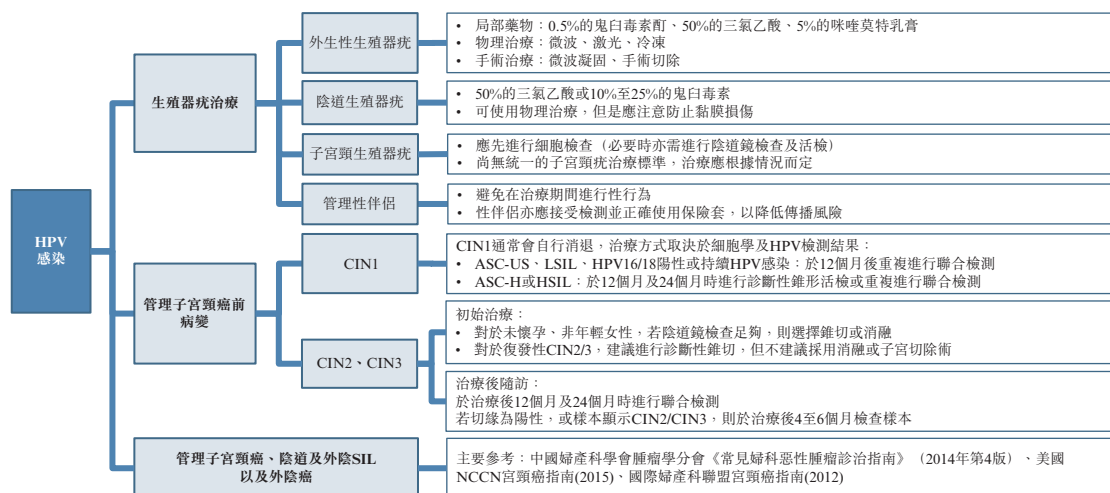 HPV
感染
生殖器疣治療
外生性生殖器疣
• 局部藥物：0.5%的鬼臼毒素酊、50%的三氯乙酸、5%的咪喹莫特乳膏
• 物理治療：微波、激光、冷凍
• 手術治療：微波凝固、手術切除
陰道生殖器疣
• 50%的三氯乙酸或10%至25%的鬼臼毒素
• 可使用物理治療，但是應注意防止黏膜損傷
子宮頸生殖器疣
• 應先進行細胞檢查（必要時亦需進行陰道鏡檢查及活檢）
• 尚無統一的子宮頸疣治療標準，治療應根據情況而定
管理性伴侶
• 避免在治療期間進行性行為
• 性伴侶亦應接受檢測並正確使用保險套，以降低傳播風險
管理子宮頸癌前
病變
CIN1
CIN1通常會自行消退，治療方式取決於細胞學及HPV檢測結果：
• ASC-US、LSIL、HPV16/18陽性或持續HPV感染：於12個月後重複進行聯合檢測
• ASC-H或HSIL：於12個月及24個月時進行診斷性錐形活檢或重複進行聯合檢測
CIN2、CIN3
初始治療：
• 對於未懷孕、非年輕女性，若陰道鏡檢查足夠，則選擇錐切或消融
• 對於復發性CIN2/3，建議進行診斷性錐切，但不建議採用消融或子宮切除術
治療後隨訪：
於治療後12個月及24個月時進行聯合檢測
若切緣為陽性，或樣本顯示CIN2/CIN3，則於治療後4至6個月檢查樣本
管理子宮頸癌、陰道及外陰SIL
以及外陰癌
主要參考：中國婦產科學會腫瘤學分會《常見婦科惡性腫瘤診治指南》（2014年第4版）、美國
NCCN宮頸癌指南(2015)、國際婦產科聯盟宮頸癌指南(2012)